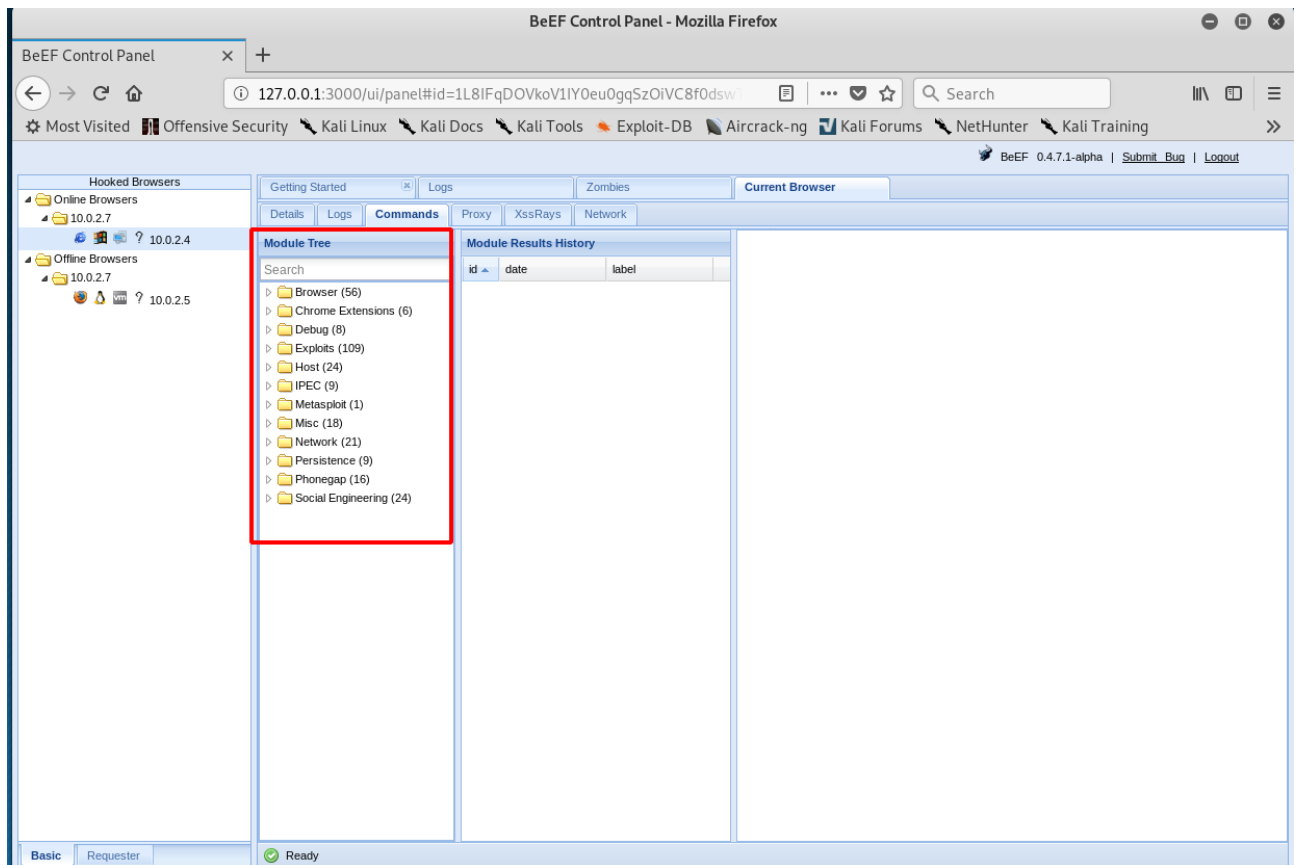 BeEF Control Panel - Mozilla Firefox
BeEF Control Panel
127.0.0.1:3000/ui/panel#id=
Search
Most Visited Offensive Security Kali Linux Kali Docs Kali Tools Exploit-DB Aircrack-ng Kali Forums NetHunter Kali Training
BeEF 0.4.7.1-alpha | Submit Bug | Logout
Hooked Browsers
Online Browsers
10.0.2.7
? 10.0.2.4
Offline Browsers
10.0.2.7
vm ? 10.0.2.5
Getting Started Logs Zombies Current Browser
Details Logs Commands Proxy XssRays Network
Module Tree
Search
Browser (56)
Chrome Extensions (6)
Debug (8)
Exploits (109)
Host (24)
IPEC (9)
Metasploit (1)
Misc (18)
Network (21)
Persistence (9)
Phonegap (16)
Social Engineering (24)
Module Results History
id date label
Basic Requester
Ready